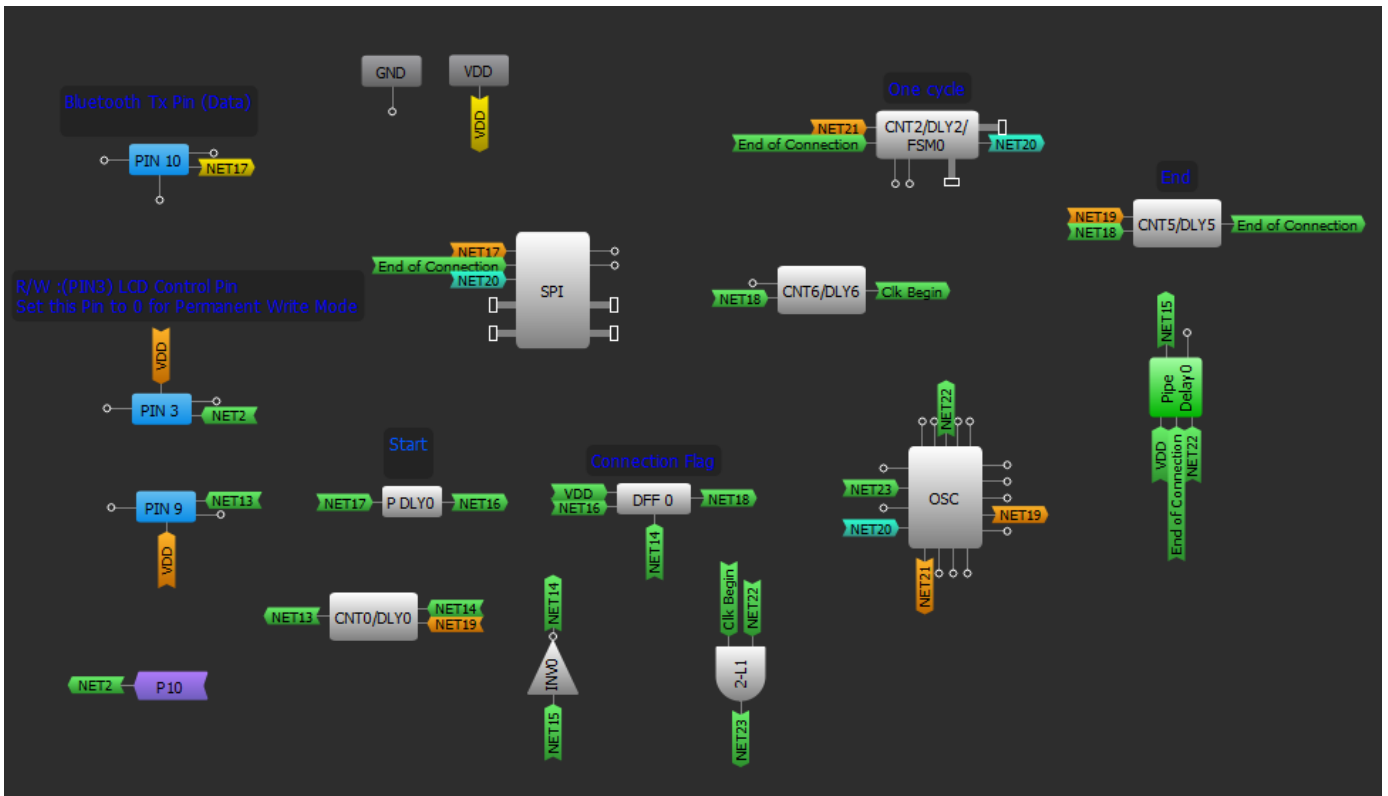 GND
VDD
VDD
Bluetooth Tx Pin (Data)
PIN 10
NET17
One cycle
NET21
End of Connection
CNT2/DLY2/
FSM0
NET20
End
NET19
NET18
CNT5/DLY5
End of Connection
NET17
End of Connection
NET20
SPI
NET18
CNT6/DLY6
Clk Begin
R/W :(PIN3) LCD Control Pin
Set this Pin to 0 for Permanent Write Mode
VDD
PIN 3
NET2
NET15
Pipe
Delay0
VDD
End of Connection
NET22
NET22
NET23
NET20
OSC
NET19
NET21
Start
NET17
P DLY0
NET16
Connection Flag
VDD
NET16
DFF 0
NET18
NET14
PIN 9
NET13
VDD
NET13
CNT0/DLY0
NET14
NET19
NET14
INV0
NET15
Clk Begin
NET22
2-L1
NET23
NET2
P10